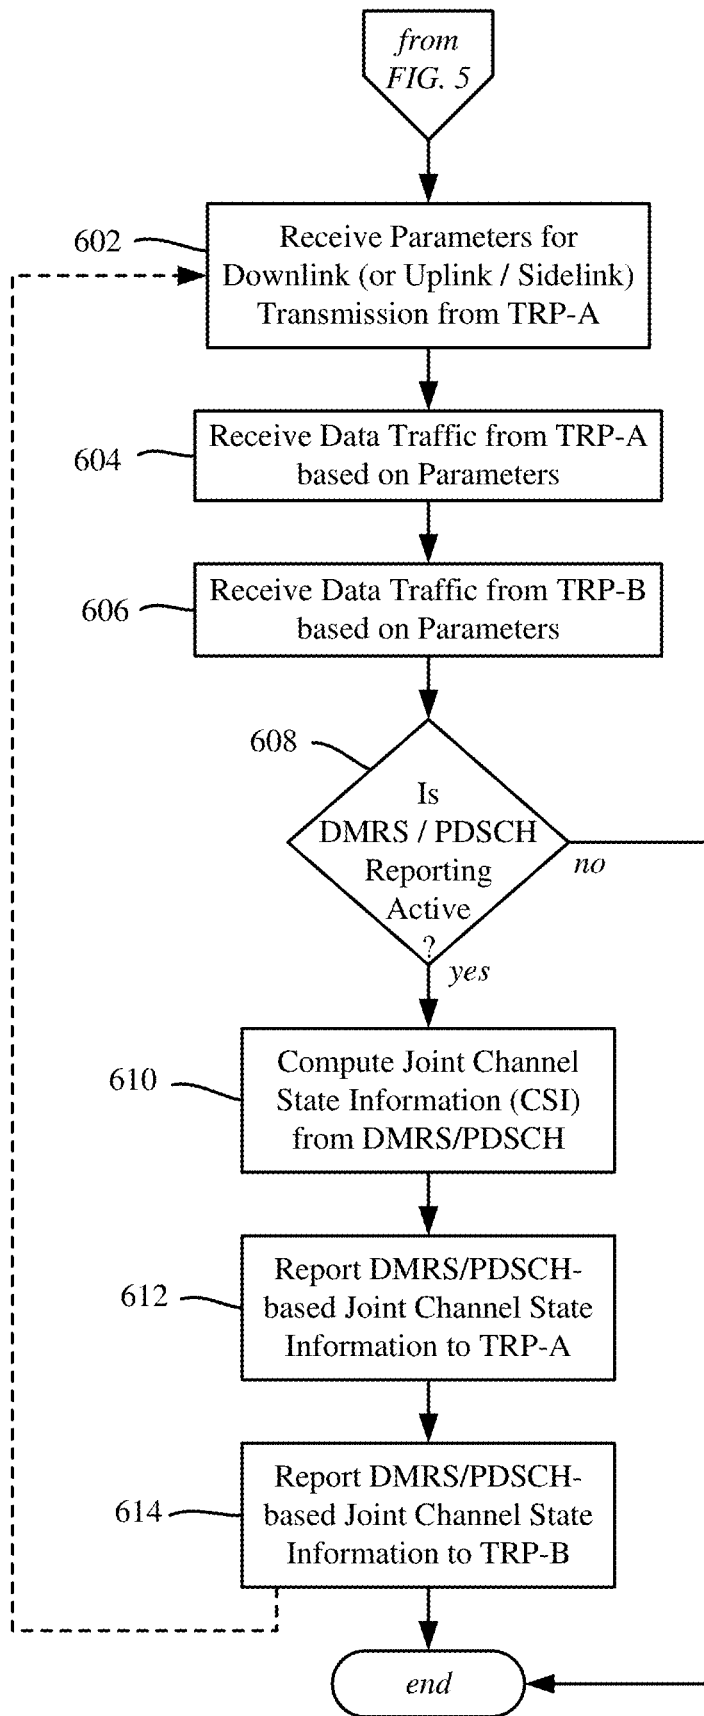 from
FIG. 5
602
Receive Parameters for
Downlink (or Uplink / Sidelink)
Transmission from TRP-A
604
Receive Data Traffic from TRP-A
based on Parameters
606
Receive Data Traffic from TRP-B
based on Parameters
608
Is
DMRS / PDSCH
Reporting
Active
?
no
yes
610
Compute Joint Channel
State Information (CSI)
from DMRS/PDSCH
612
Report DMRS/PDSCH-
based Joint Channel State
Information to TRP-A
614
Report DMRS/PDSCH-
based Joint Channel State
Information to TRP-B
end